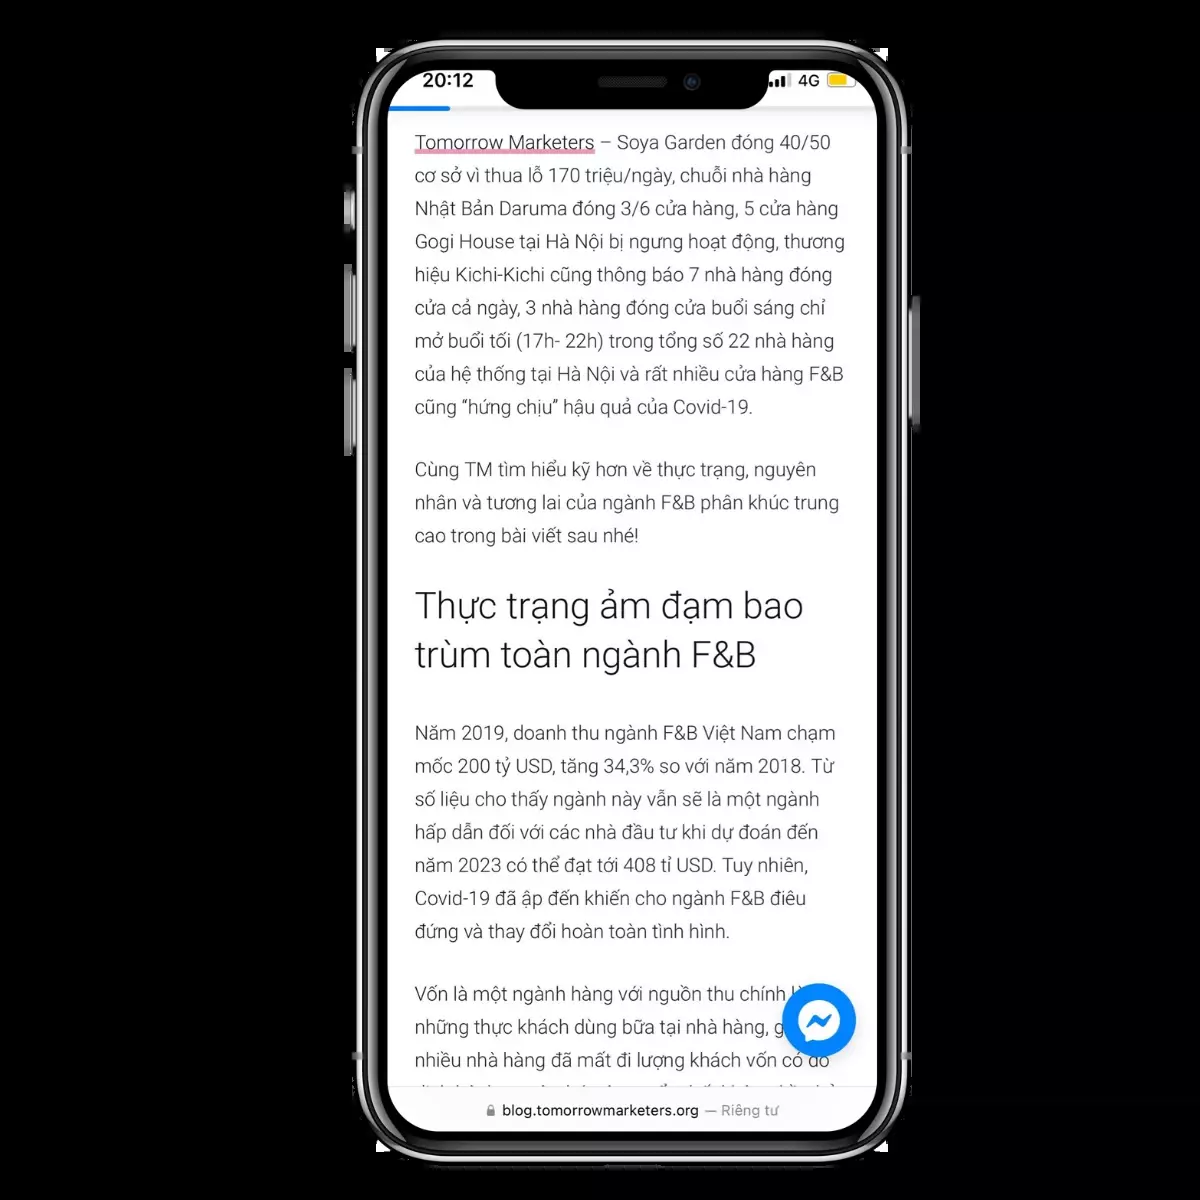 20:12
4G
Tomorrow Marketers – Soya Garden đóng 40/50
cơ sở vì thua lỗ 170 triệu/ngày, chuỗi nhà hàng
Nhật Bản Daruma đóng 3/6 cửa hàng, 5 cửa hàng
Gogi House tại Hà Nội bị ngưng hoạt động, thương
hiệu Kichi-Kichi cũng thông báo 7 nhà hàng đóng
cửa cả ngày, 3 nhà hàng đóng cửa buổi sáng chỉ
mở buổi tối (17h- 22h) trong tổng số 22 nhà hàng
của hệ thống tại Hà Nội và rất nhiều cửa hàng F&B
cũng “hứng chịu” hậu quả của Covid-19.
Cùng TM tìm hiểu kỹ hơn về thực trạng, nguyên
nhân và tương lai của ngành F&B phân khúc trung
cao trong bài viết sau nhé!
Thực trạng ảm đạm bao
trùm toàn ngành F&B
Năm 2019, doanh thu ngành F&B Việt Nam chạm
mốc 200 tỷ USD, tăng 34,3% so với năm 2018. Từ
số liệu cho thấy ngành này vẫn sẽ là một ngành
hấp dẫn đối với các nhà đầu tư khi dự đoán đến
năm 2023 có thể đạt tới 408 tỉ USD. Tuy nhiên,
Covid-19 đã ập đến khiến cho ngành F&B điêu
đứng và thay đổi hoàn toàn tình hình.
Vốn là một ngành hàng với nguồn thu chính
những thực khách dùng bữa tại nhà hàng,
nhiều nhà hàng đã mất đi lượng khách vốn có do
blog.tomorrowmarketers.org — Riêng tư